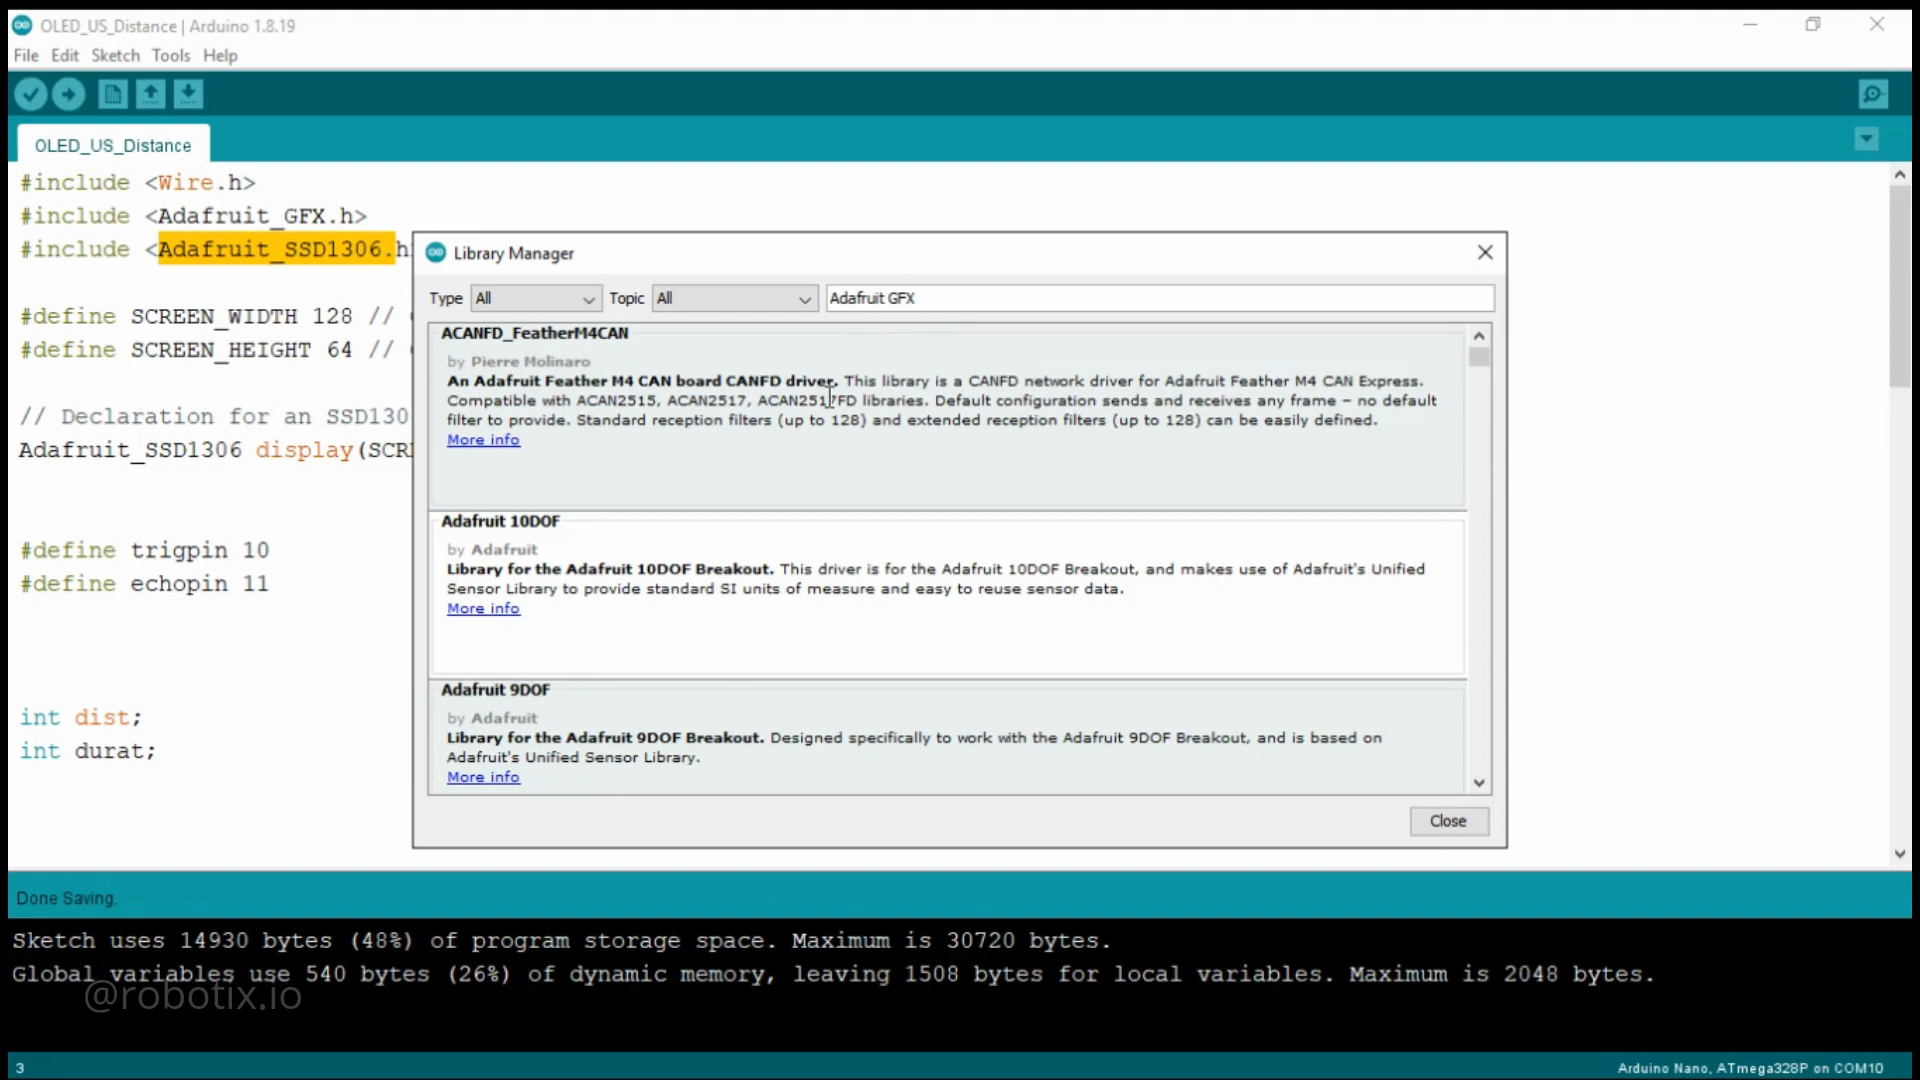 OLED_US_Distance | Arduino 1.8.19
File Edit Sketch Tools Help
OLED_US_Distance
#include <Wire.h>
#include <Adafruit_GFX.h>
#include <Adafruit_SSD1306.h
#define SCREEN_WIDTH 128 //
#define SCREEN_HEIGHT 64 //
// Declaration for an SSD130
Adafruit_SSD1306 display(SCR
#define trigpin 10
#define echopin 11
int dist;
int durat;
Library Manager
Type All Topic All Adafruit GFX
ACANFD_FeatherM4CAN
by Pierre Molinaro
An Adafruit Feather M4 CAN board CANFD driver. This library is a CANFD network driver for Adafruit Feather M4 CAN Express.
Compatible with ACAN2515, ACAN2517, ACAN2517FD libraries. Default configuration sends and receives any frame – no default
filter to provide. Standard reception filters (up to 128) and extended reception filters (up to 128) can be easily defined.
More info
Adafruit 10DOF
by Adafruit
Library for the Adafruit 10DOF Breakout. This driver is for the Adafruit 10DOF Breakout, and makes use of Adafruit's Unified
Sensor Library to provide standard SI units of measure and easy to reuse sensor data.
More info
Adafruit 9DOF
by Adafruit
Library for the Adafruit 9DOF Breakout. Designed specifically to work with the Adafruit 9DOF Breakout, and is based on
Adafruit's Unified Sensor Library.
More info
Close
Done Saving.
Sketch uses 14930 bytes (48%) of program storage space. Maximum is 30720 bytes.
Global variables use 540 bytes (26%) of dynamic memory, leaving 1508 bytes for local variables. Maximum is 2048 bytes.
@robotix.io
3
Arduino Nano, ATmega328P on COM10